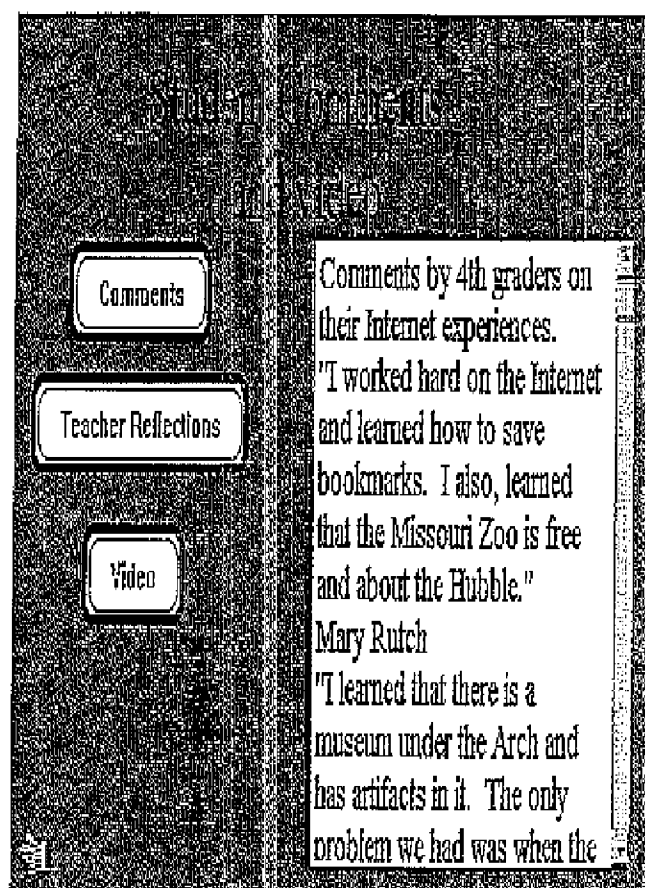 Student Comments
Comments
Teacher Reflections
Video
Comments by 4th graders on
their Internet experiences.
"I worked hard on the Internet
and learned how to save
bookmarks. I also, learned
that the Missouri Zoo is free
and about the Hubble."
Mary Rutch
"I learned that there is a
museum under the Arch and
has artifacts in it. The only
problem we had was when the